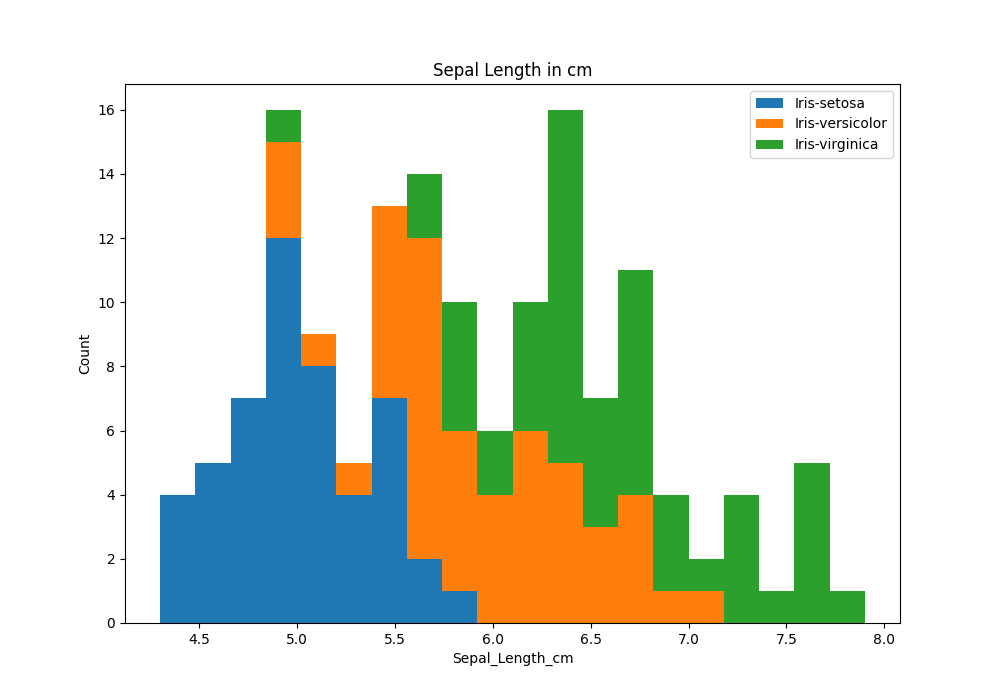 Sepal Length in cm
Iris-setosa
Iris-versicolor
Iris-virginica
16
14
12
10
8
6
4
2
0
Count
4.5 5.0 5.5 6.0 6.5 7.0 7.5 8.0
Sepal_Length_cm